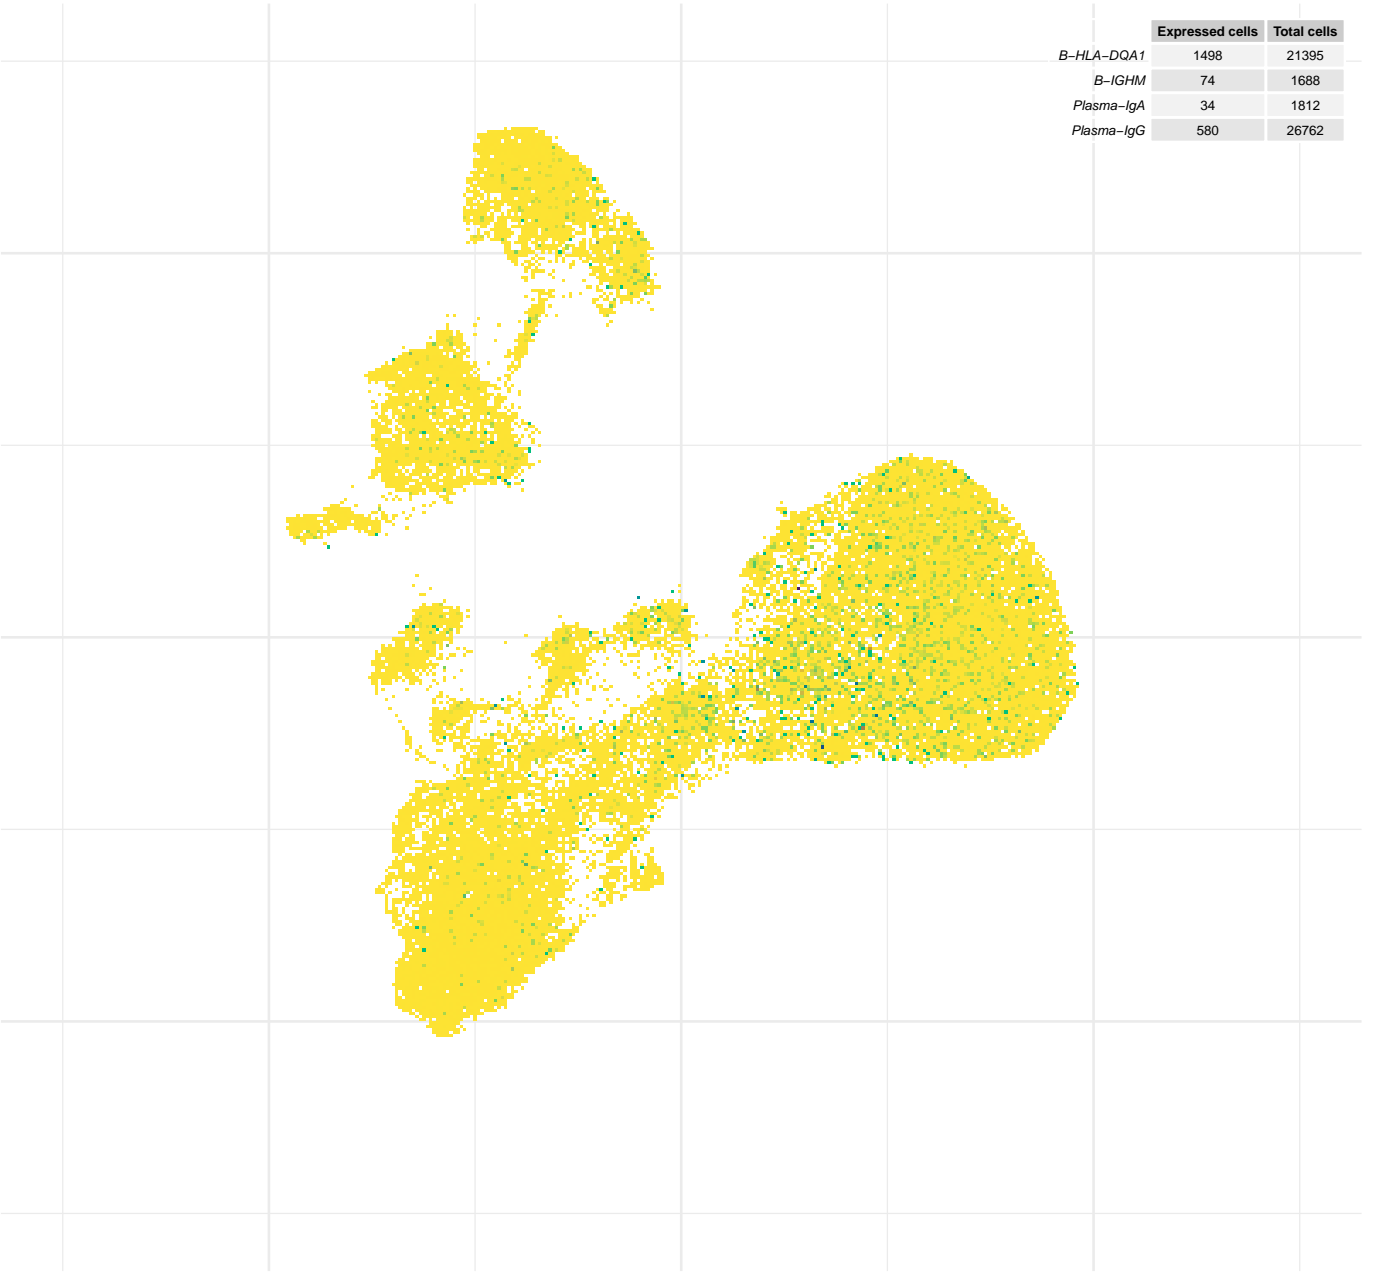 Expressed cells Total cells
B−HLA−DQA1 1498 21395
B−IGHM 74 1688
Plasma−IgA 34 1812
Plasma−IgG 580 26762